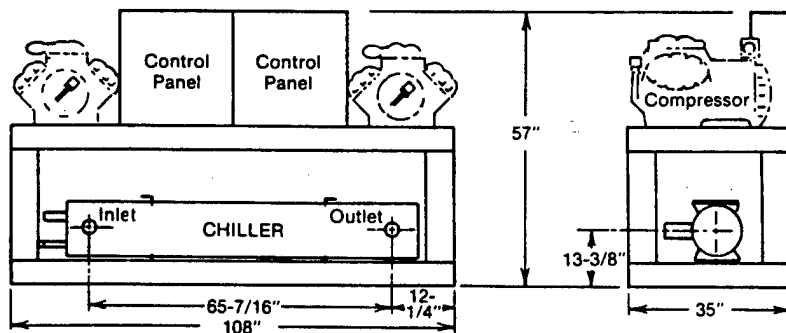 Control
Panel
Control
Panel
Compressor
57"
Inlet
CHILLER
Outlet
13-3/8"
65-7/16"
12-
1/4"
108"
35"